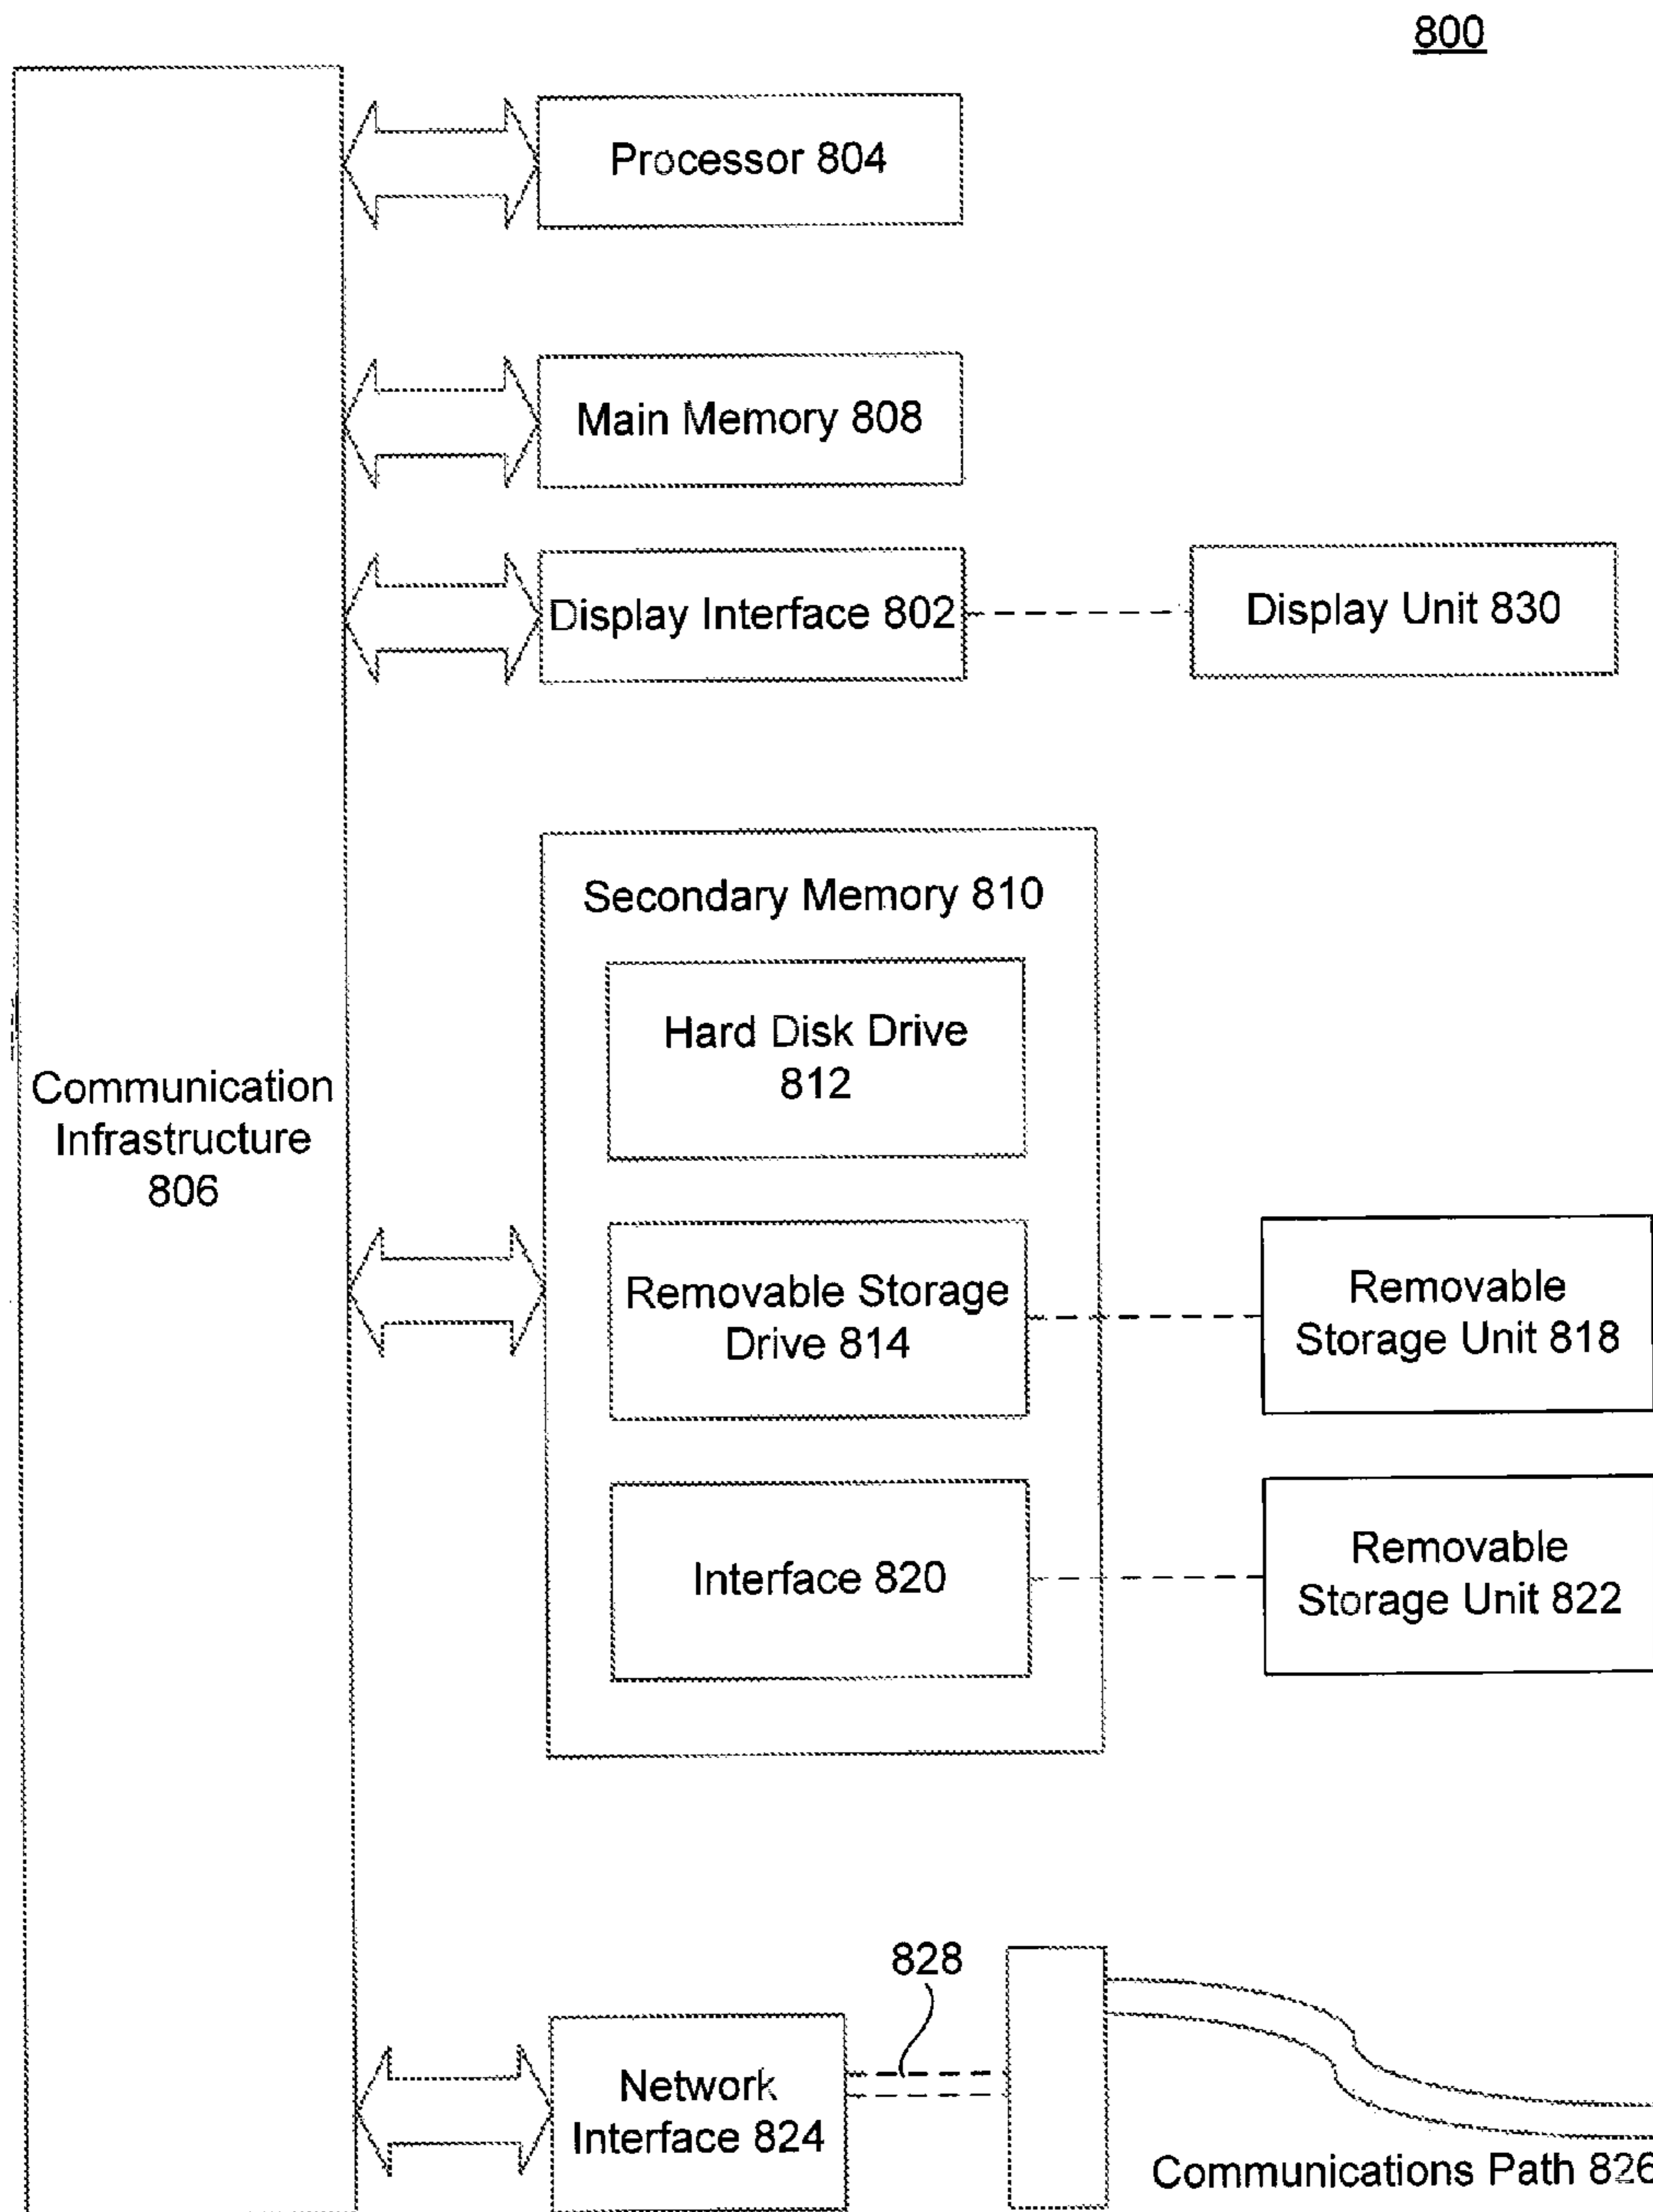 800
Processor 804
Main Memory 808
Display Interface 802
Display Unit 830
Secondary Memory 810
Hard Disk Drive
812
Communication
Infrastructure
806
Removable Storage
Drive 814
Removable
Storage Unit 818
Interface 820
Removable
Storage Unit 822
828
Network
Interface 824
Communications Path 826